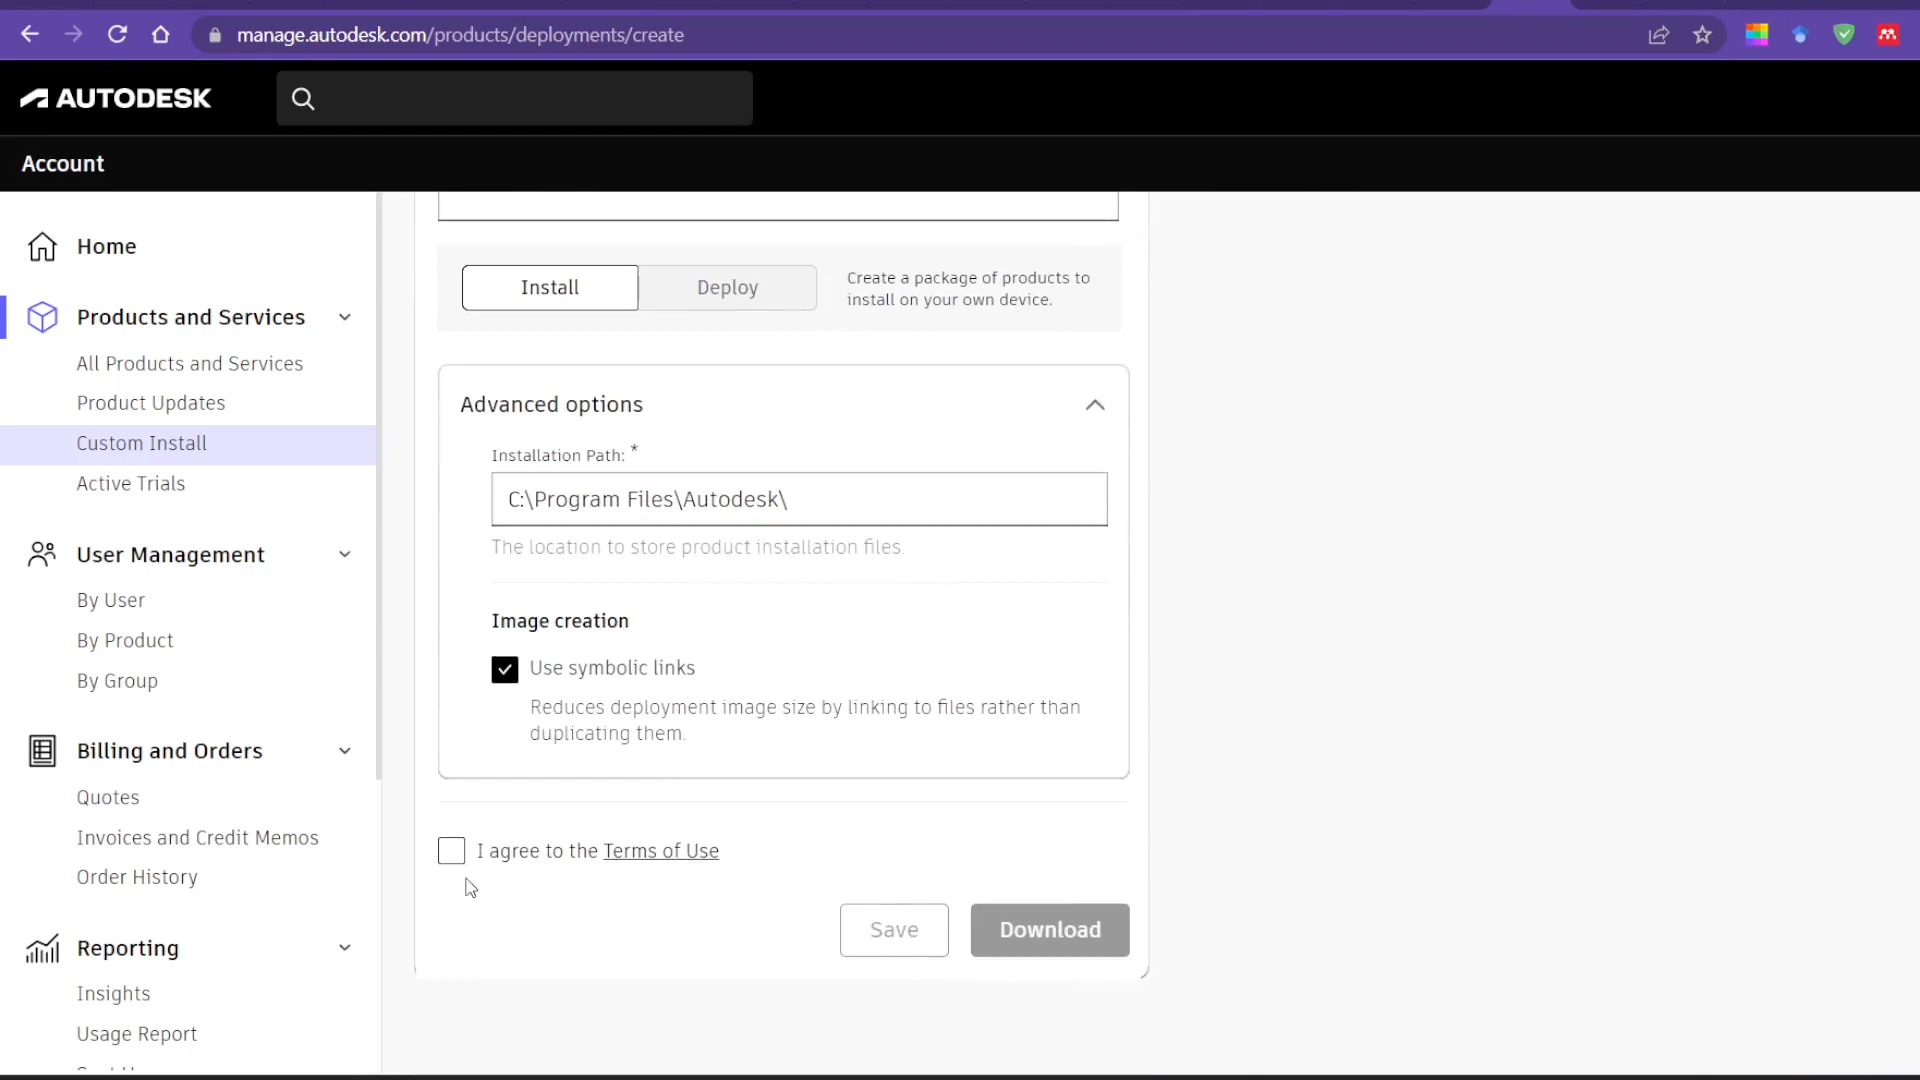 manage.autodesk.com/products/deployments/create
AUTODESK
Account
Home
Products and Services
All Products and Services
Product Updates
Custom Install
Active Trials
User Management
By User
By Product
By Group
Billing and Orders
Quotes
Invoices and Credit Memos
Order History
Reporting
Insights
Usage Report
Install
Deploy
Create a package of products to
install on your own device.
Advanced options
Installation Path: *
C:\Program Files\Autodesk\
The location to store product installation files.
Image creation
Use symbolic links
Reduces deployment image size by linking to files rather than
duplicating them.
I agree to the Terms of Use
Save
Download